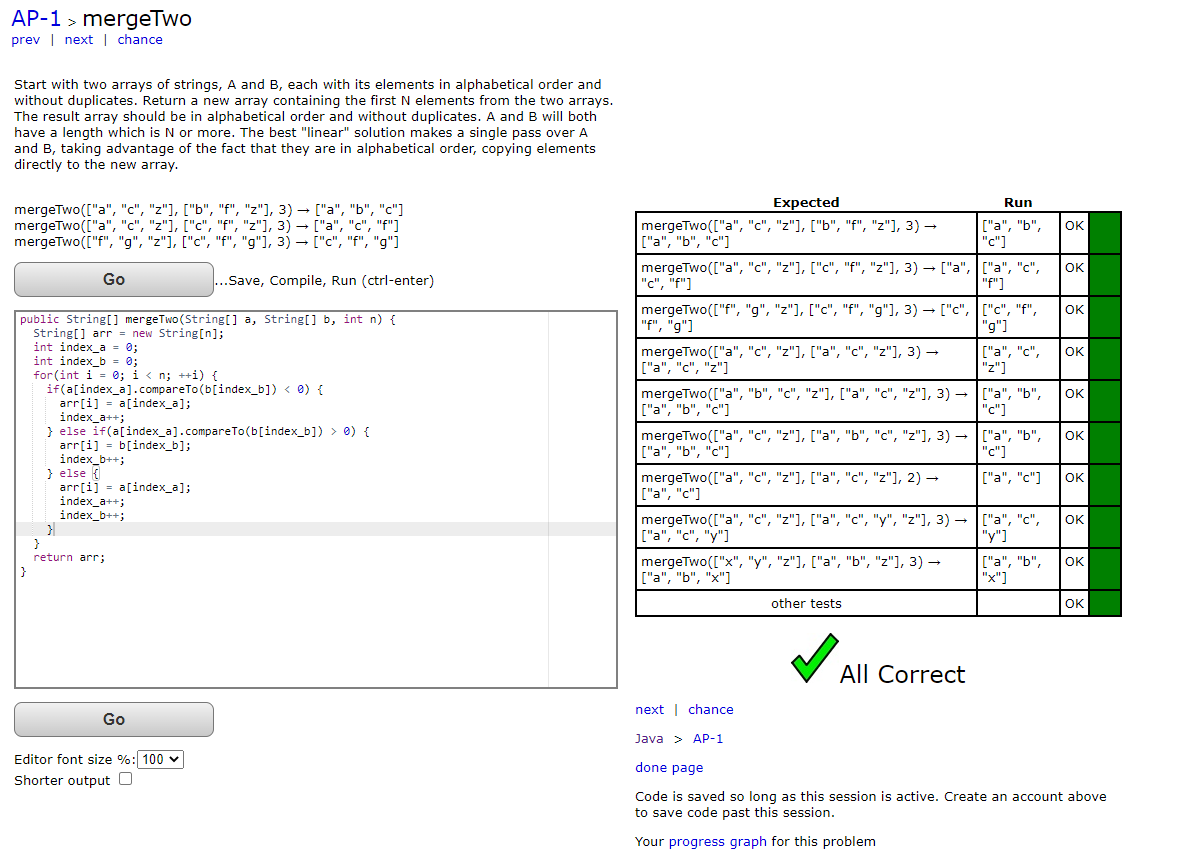 AP-1 > mergeTwo
prev | next | chance
Start with two arrays of strings, A and B, each with its elements in alphabetical order and
without duplicates. Return a new array containing the first N elements from the two arrays.
The result array should be in alphabetical order and without duplicates. A and B will both
have a length which is N or more. The best "linear" solution makes a single pass over A
and B, taking advantage of the fact that they are in alphabetical order, copying elements
directly to the new array.
mergeTwo(["a", "c", "z"], ["b", "f", "z"], 3) → ["a", "b", "c"]
mergeTwo(["a", "c", "z"], ["c", "f", "z"], 3) → ["a", "c", "f"]
mergeTwo(["f", "g", "z"], ["c", "f", "g"], 3) → ["c", "f", "g"]
Go ...Save, Compile, Run (ctrl-enter)
public String[] mergeTwo(String[] a, String[] b, int n) {
  String[] arr = new String[n];
  int index_a = 0;
  int index_b = 0;
  for(int i = 0; i < n; ++i) {
    if(a[index_a].compareTo(b[index_b]) < 0) {
      arr[i] = a[index_a];
      index_a++;
    } else if(a[index_a].compareTo(b[index_b]) > 0) {
      arr[i] = b[index_b];
      index_b++;
    } else {
      arr[i] = a[index_a];
      index_a++;
      index_b++;
    }
  }
  return arr;
}
Go
Editor font size %: 100
Shorter output
Expected Run
mergeTwo(["a", "c", "z"], ["b", "f", "z"], 3) → ["a", "b", OK
["a", "b", "c"] "c"]
mergeTwo(["a", "c", "z"], ["c", "f", "z"], 3) → ["a", ["a", "c", OK
"c", "f"] "f"]
mergeTwo(["f", "g", "z"], ["c", "f", "g"], 3) → ["c", ["c", "f", OK
"f", "g"] "g"]
mergeTwo(["a", "c", "z"], ["a", "c", "z"], 3) → ["a", "c", OK
["a", "c", "z"] "z"]
mergeTwo(["a", "b", "c", "z"], ["a", "c", "z"], 3) → ["a", "b", OK
["a", "b", "c"] "c"]
mergeTwo(["a", "c", "z"], ["a", "b", "c", "z"], 3) → ["a", "b", OK
["a", "b", "c"] "c"]
mergeTwo(["a", "c", "z"], ["a", "c", "z"], 2) → ["a", "c"] OK
["a", "c"]
mergeTwo(["a", "c", "z"], ["a", "c", "y", "z"], 3) → ["a", "c", OK
["a", "c", "y"] "y"]
mergeTwo(["x", "y", "z"], ["a", "b", "z"], 3) → ["a", "b", OK
["a", "b", "x"] "x"]
other tests OK
All Correct
next | chance
Java > AP-1
done page
Code is saved so long as this session is active. Create an account above
to save code past this session.
Your progress graph for this problem